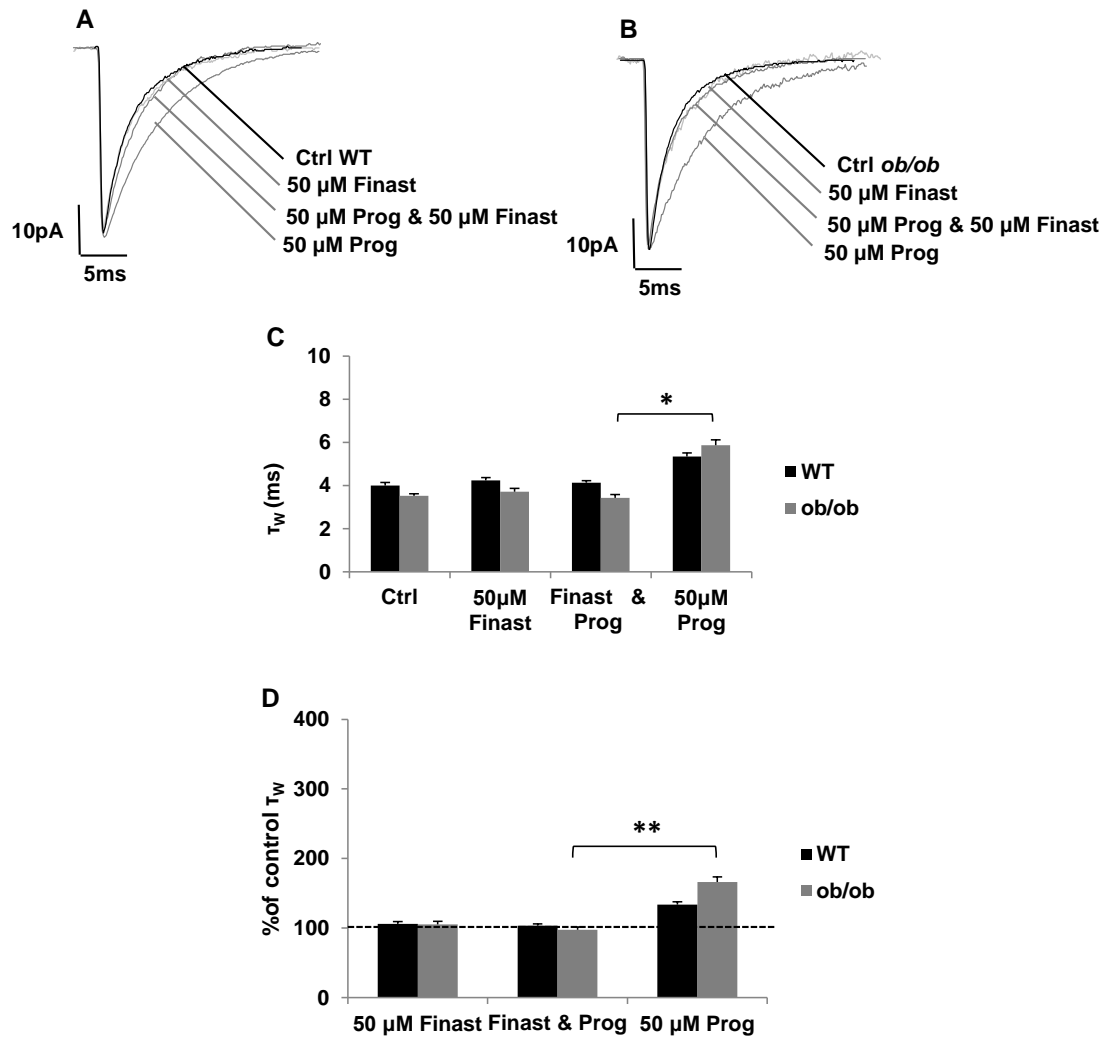 A
Ctrl WT
50 µM Finast
50 µM Prog & 50 µM Finast
50 µM Prog
10pA
5ms
B
Ctrl ob/ob
50 µM Finast
50 µM Prog & 50 µM Finast
50 µM Prog
10pA
5ms
C
10
8
6
4
2
0
τw (ms)
*
Ctrl
50µM Finast
Finast & Prog
50µM Prog
WT
ob/ob
D
400
300
200
100
0
%of control τw
**
50 µM Finast
Finast & Prog
50 µM Prog
WT
ob/ob